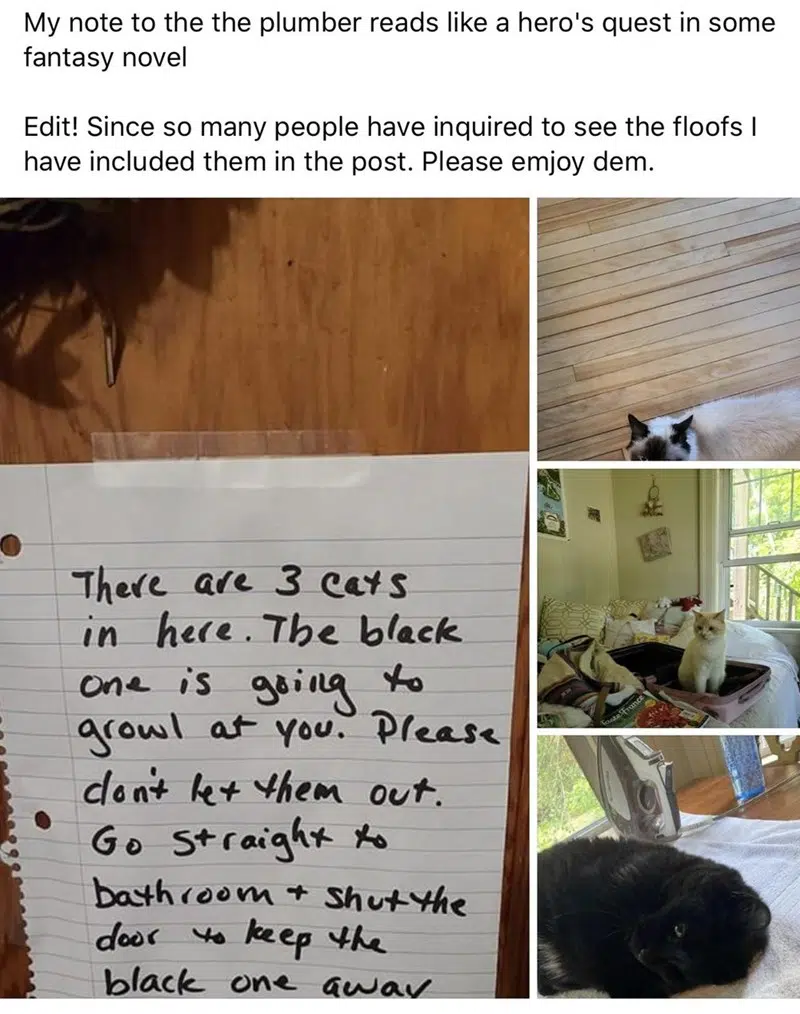 My note to the the plumber reads like a hero's quest in some
fantasy novel
Edit! Since so many people have inquired to see the floofs I
have included them in the post. Please emjoy dem.
There are 3 cats
in here. The black
one is going to
growl at you. Please
don't let them out.
Go straight to
bathroom + shut the
door to keep the
black one away